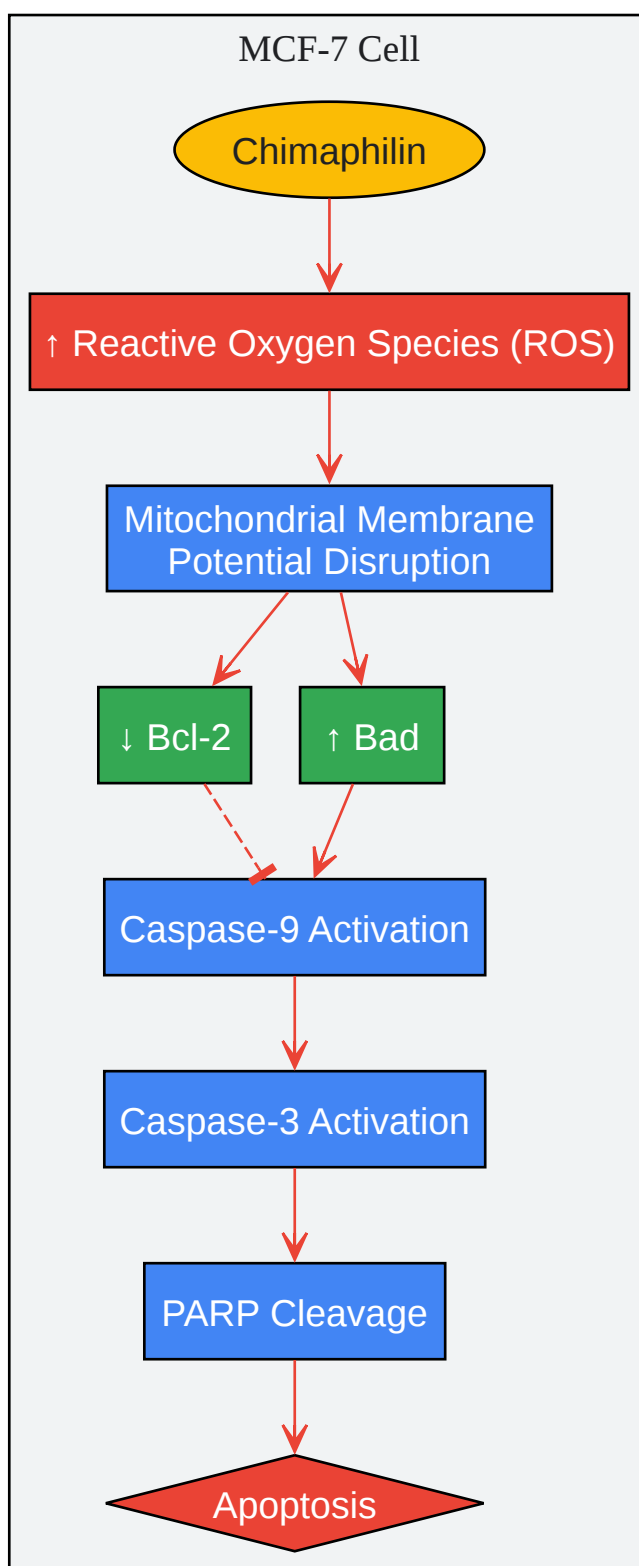 MCF-7 Cell
Chimaphilin
↑ Reactive Oxygen Species (ROS)
Mitochondrial Membrane
Potential Disruption
↓ Bcl-2
↑ Bad
Caspase-9 Activation
Caspase-3 Activation
PARP Cleavage
Apoptosis